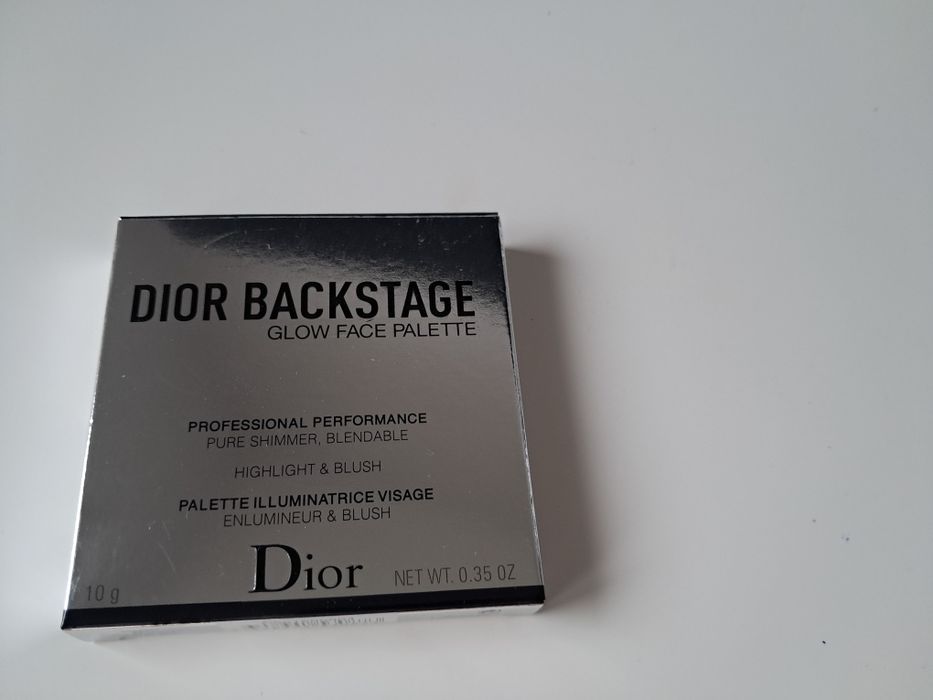 DIOR BACKSTAGE
GLOW FACE PALETTE
PROFESSIONAL PERFORMANCE
PURE SHIMMER, BLENDABLE
HIGHLIGHT & BLUSH
PALETTE ILLUMINATRICE VISAGE
ENLUMINEUR & BLUSH
Dior
10 g
NET WT. 0.35 OZ